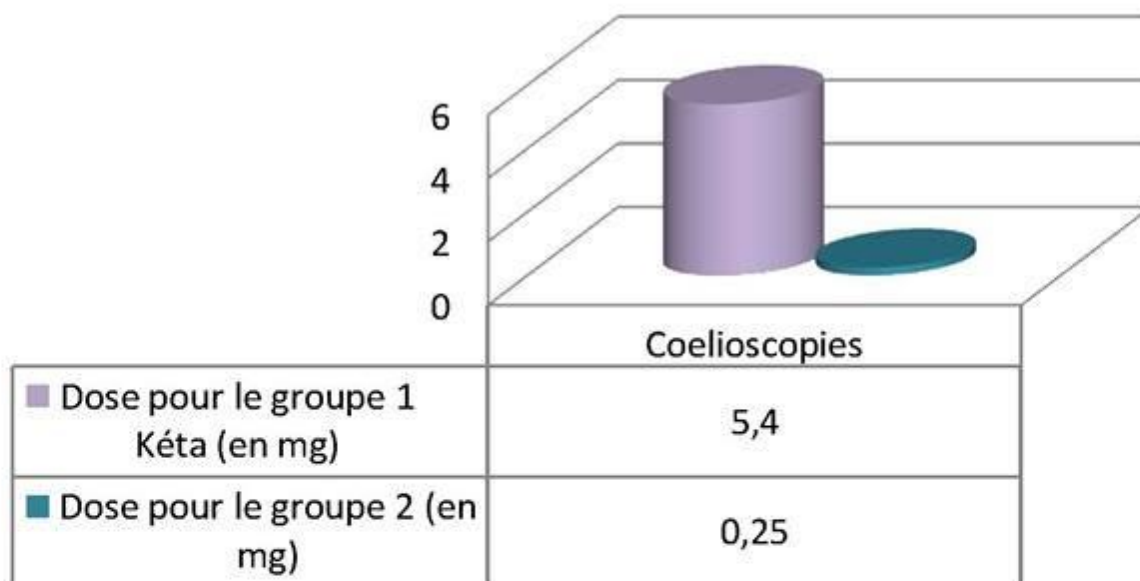 6
4
2
0
Coelioscopies
Dose pour le groupe 1
Kéta (en mg)
5,4
Dose pour le groupe 2 (en
mg)
0,25